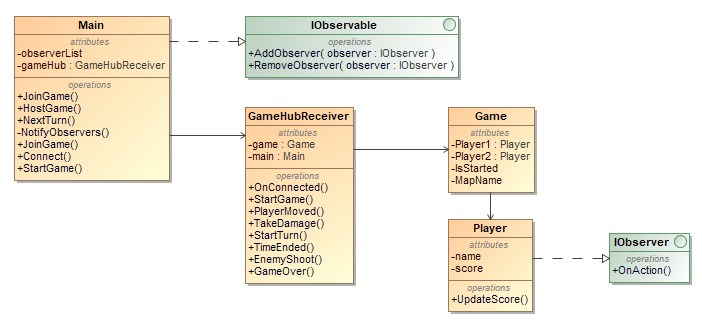 Main
attributes
-observerList
-gameHub : GameHubReceiver
operations
+JoinGame()
+HostGame()
+NextTurn()
-NotifyObservers()
+JoinGame()
+Connect()
+StartGame()
IObservable
operations
+AddObserver( observer : IObserver )
+RemoveObserver( observer : IObserver )
GameHubReceiver
attributes
-game : Game
-main : Main
operations
+OnConnected()
+StartGame()
+PlayerMoved()
+TakeDamage()
+StartTurn()
+TimeEnded()
+EnemyShoot()
+GameOver()
Game
attributes
-Player1 : Player
-Player2 : Player
-IsStarted
-MapName
Player
attributes
-name
-score
operations
+UpdateScore()
IObserver
operations
+OnAction()